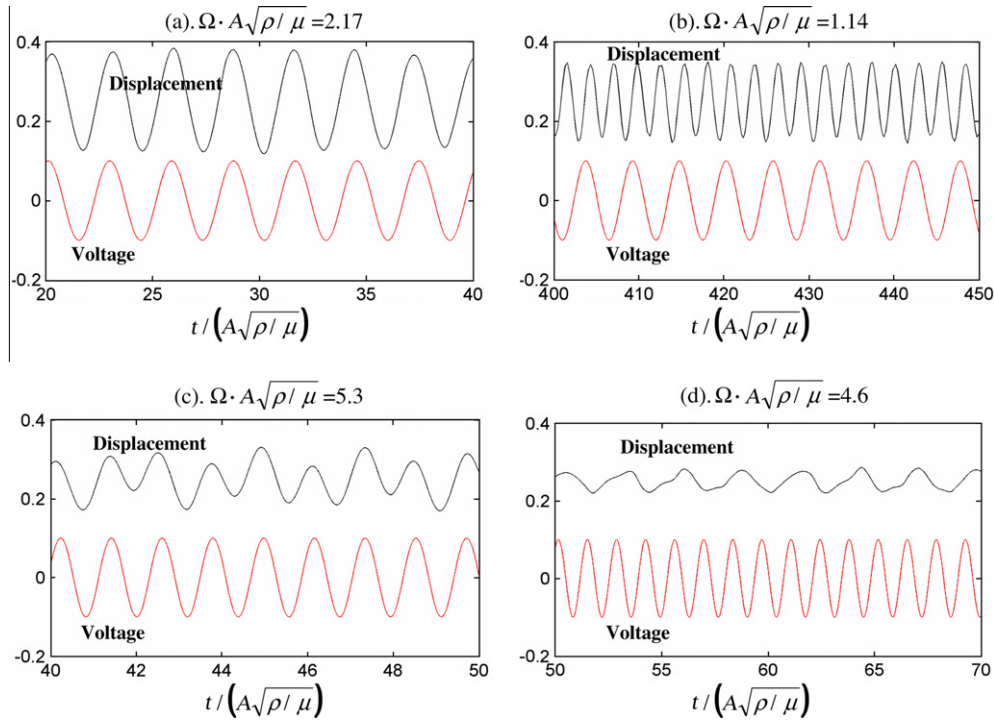 (a). Ω· A√ρ/ μ =2.17
0.4
0.2
0
-0.2
Displacement
Voltage
20 25 30 35 40
t / (A√ρ/ μ)
(b). Ω· A√ρ/ μ =1.14
0.4
0.2
0
-0.2
Displacement
Voltage
400 410 420 430 440 450
t / (A√ρ/ μ)
(c). Ω· A√ρ/ μ =5.3
0.4
0.2
0
-0.2
Displacement
Voltage
40 42 44 46 48 50
t / (A√ρ/ μ)
(d). Ω· A√ρ/ μ =4.6
0.4
0.2
0
-0.2
Displacement
Voltage
50 55 60 65 70
t / (A√ρ/ μ)